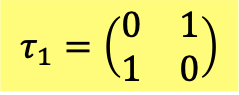 τ₁ = (0 1
1 0)